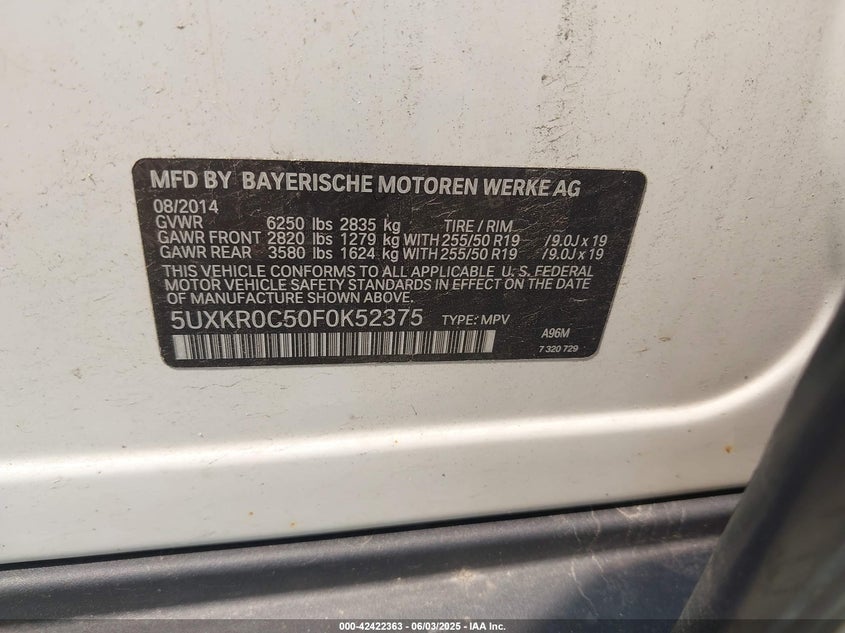 MFD BY BAYERISCHE MOTOREN WERKE AG
08/2014
GVWR 6250 lbs 2835 kg TIRE / RIM
GAWR FRONT 2820 lbs 1279 kg WITH 255/50 R19 /9.0J x 19
GAWR REAR 3580 lbs 1624 kg WITH 255/50 R19 /9.0J x 19
THIS VEHICLE CONFORMS TO ALL APPLICABLE U.S. FEDERAL
MOTOR VEHICLE SAFETY STANDARDS IN EFFECT ON THE DATE
OF MANUFACTURE SHOWN ABOVE.
5UXKR0C50F0K52375 TYPE: MPV A96M
7 320 729
000-42422363 - 06/03/2025 - IAA Inc.